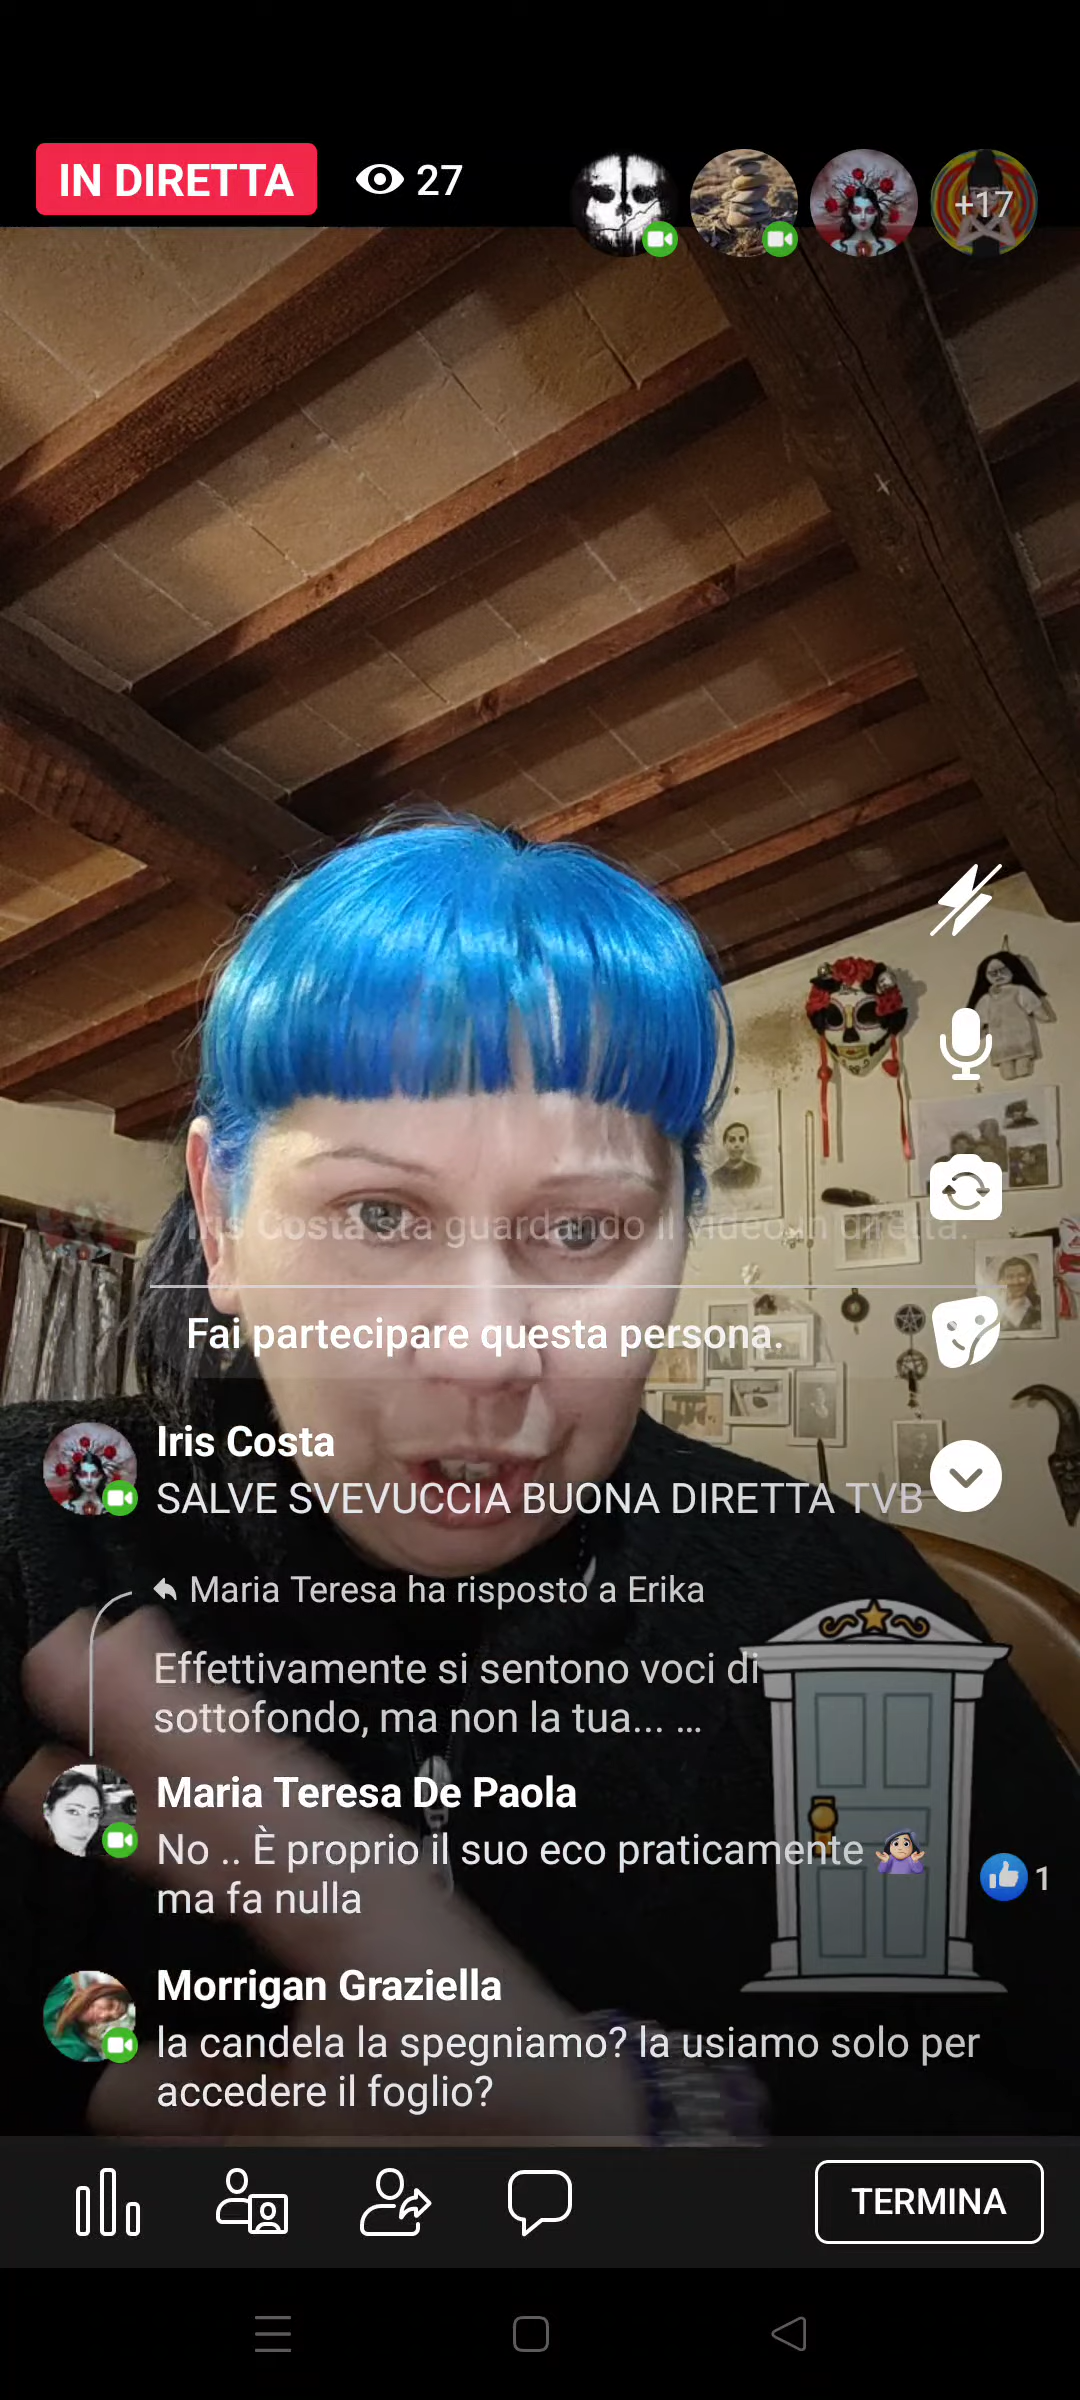 IN DIRETTA
27
+17
Iris Costa sta guardando il video in diretta.
Fai partecipare questa persona.
Iris Costa
SALVE SVEVUCCIA BUONA DIRETTA TVB
Maria Teresa ha risposto a Erika
Effettivamente si sentono voci di
sottofondo, ma non la tua... ...
Maria Teresa De Paola
No .. È proprio il suo eco praticamente 🤷🏻‍♀️
ma fa nulla
1
Morrigan Graziella
la candela la spegniamo? la usiamo solo per
accedere il foglio?
TERMINA